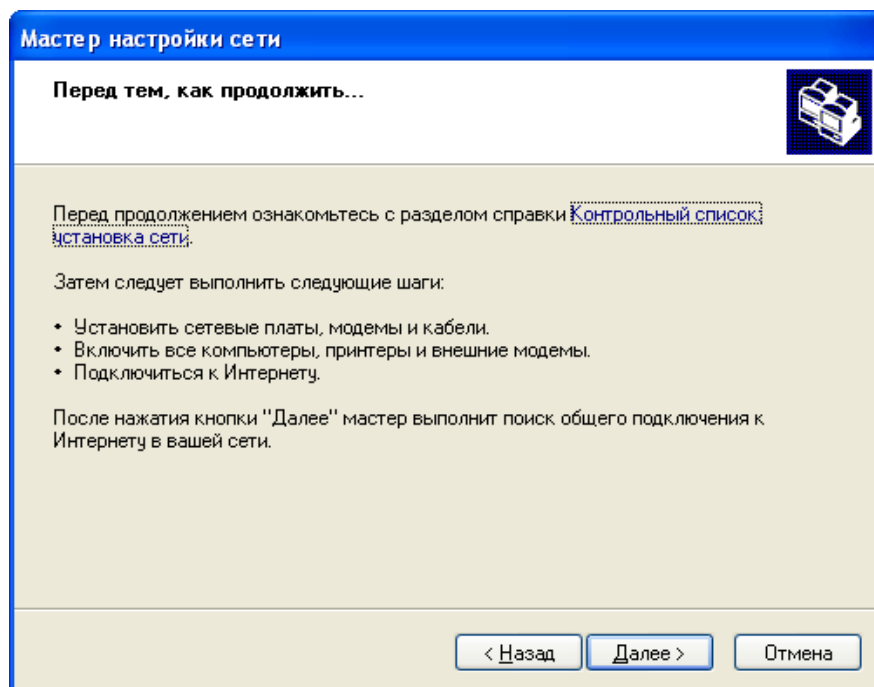 Мастер настройки сети
Перед тем, как продолжить...
Перед продолжением ознакомьтесь с разделом справки Контрольный список:
установка сети.
Затем следует выполнить следующие шаги:
• Установить сетевые платы, модемы и кабели.
• Включить все компьютеры, принтеры и внешние модемы.
• Подключиться к Интернету.
После нажатия кнопки "Далее" мастер выполнит поиск общего подключения к
Интернету в вашей сети.
< Назад
Далее >
Отмена